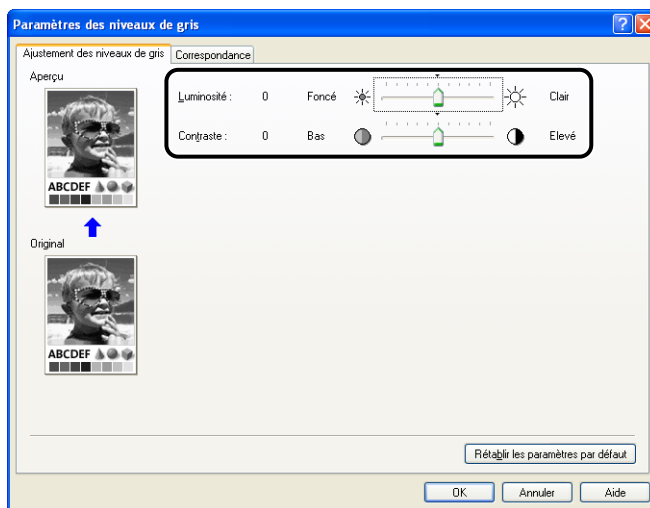 Paramètres des niveaux de gris
Ajustement des niveaux de gris Correspondance
Aperçu
Luminosité : 0 Foncé Clair
Contraste : 0 Bas Elevé
ABCDEF
Original
ABCDEF
Rétablir les paramètres par défaut
OK Annuler Aide